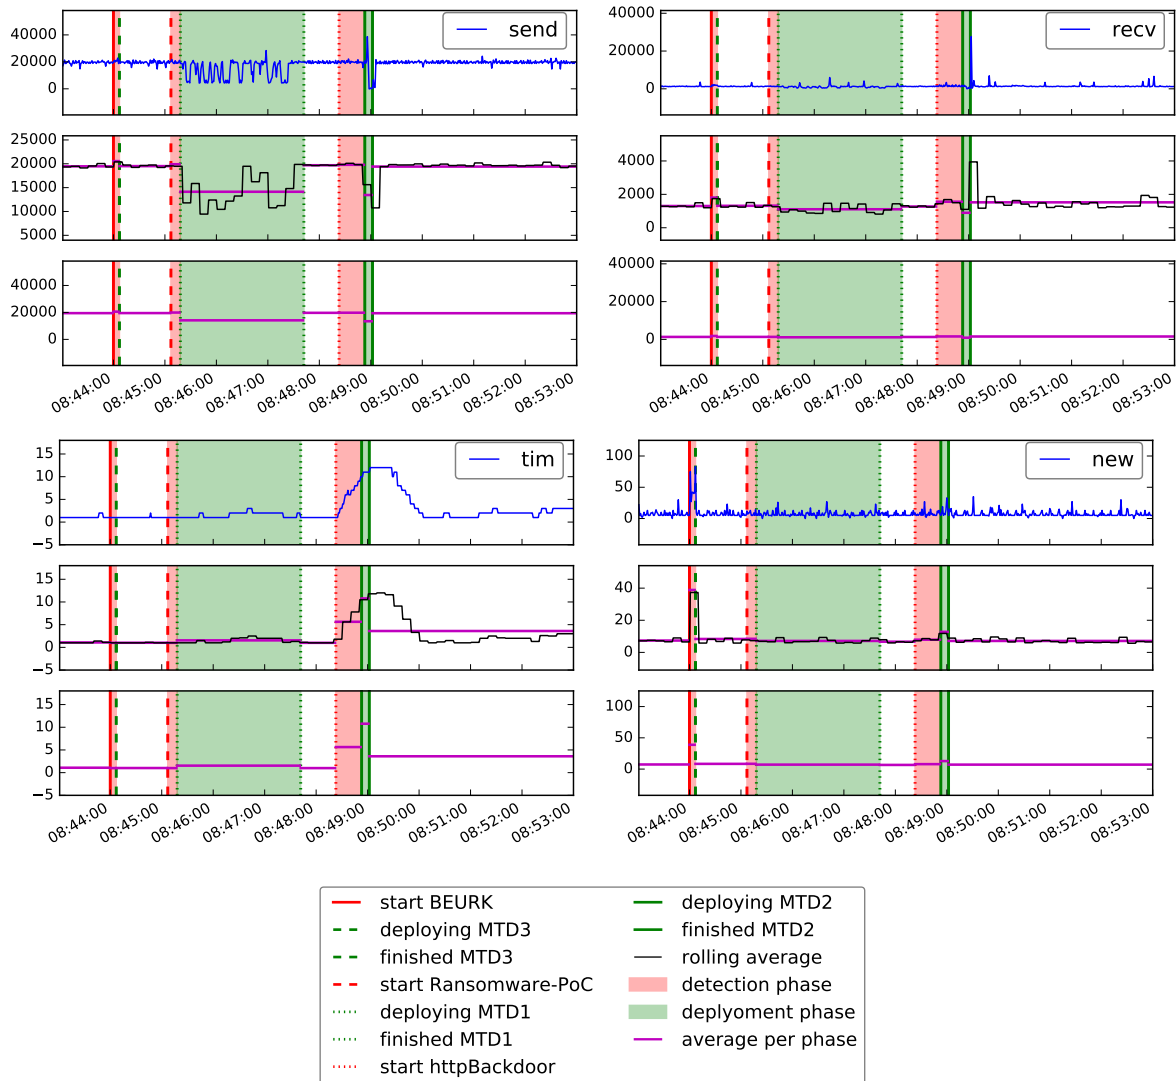 send
40000
20000
0
25000
20000
15000
10000
5000
40000
20000
0
08:44:00 08:45:00 08:46:00 08:47:00 08:48:00 08:49:00 08:50:00 08:51:00 08:52:00 08:53:00
recv
40000
20000
0
4000
2000
0
40000
20000
0
08:44:00 08:45:00 08:46:00 08:47:00 08:48:00 08:49:00 08:50:00 08:51:00 08:52:00 08:53:00
tim
15
10
5
0
−5
15
10
5
0
−5
15
10
5
0
−5
08:44:00 08:45:00 08:46:00 08:47:00 08:48:00 08:49:00 08:50:00 08:51:00 08:52:00 08:53:00
new
100
50
0
40
20
0
100
50
0
08:44:00 08:45:00 08:46:00 08:47:00 08:48:00 08:49:00 08:50:00 08:51:00 08:52:00 08:53:00
start BEURK
deploying MTD3
finished MTD3
start Ransomware-PoC
deploying MTD1
finished MTD1
start httpBackdoor
deploying MTD2
finished MTD2
rolling average
detection phase
deplyoment phase
average per phase